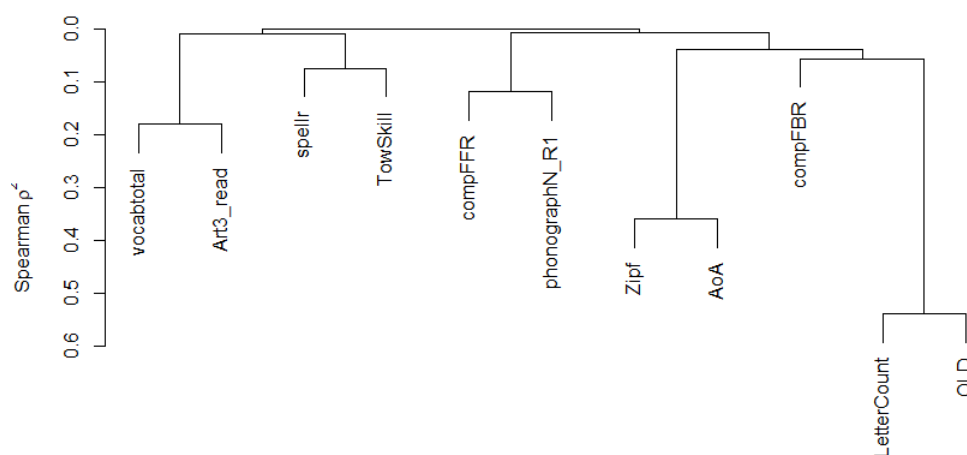 0.0
0.1
0.2
0.3
0.4
0.5
0.6
Spearman ρ²
vocabtotal
Art3_read
spellr
TowSkill
compFFR
phonographN_R1
Zipf
AoA
compFBR
LetterCount
OLD